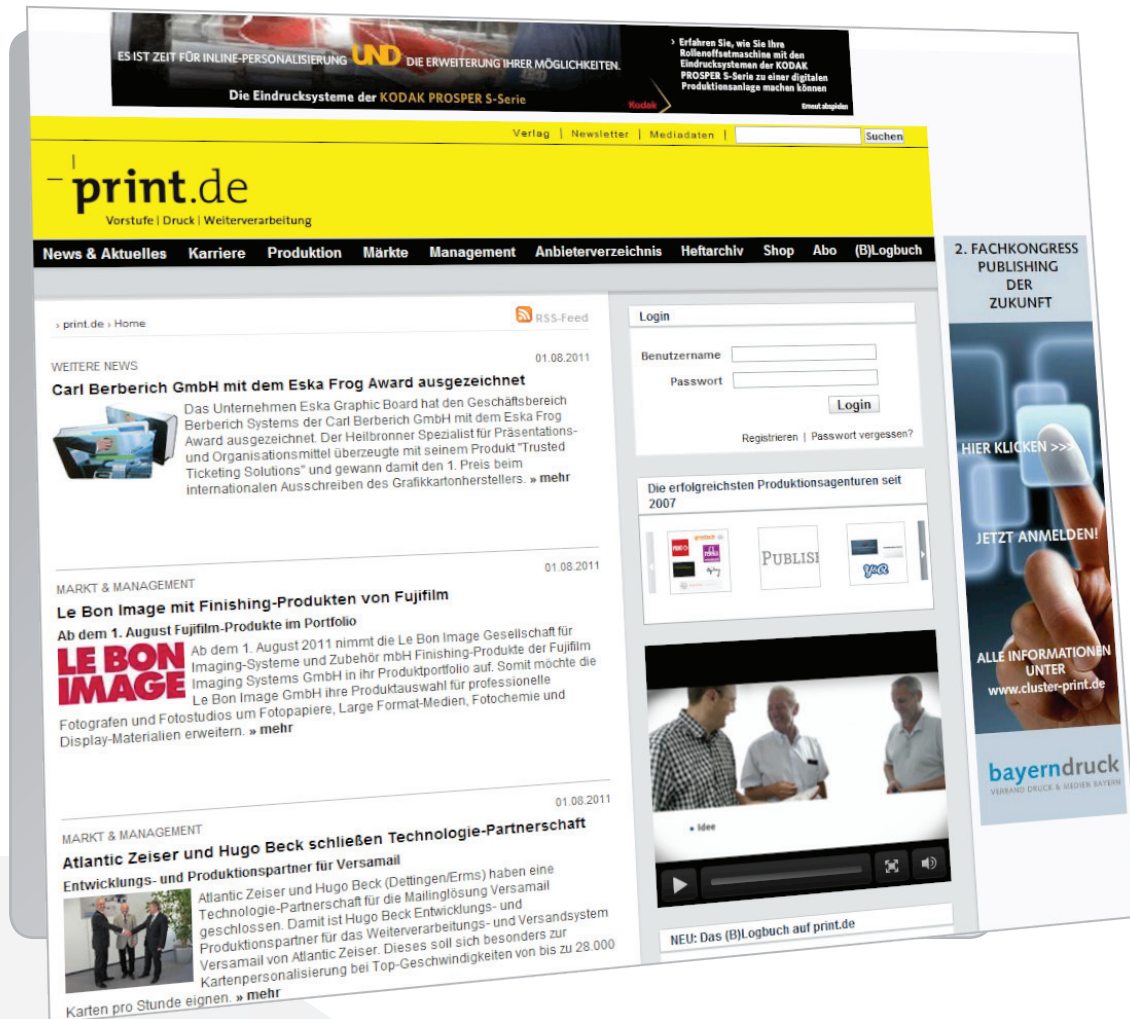 ES IST ZEIT FÜR INLINE-PERSONALISIERUNG UND DIE ERWEITERUNG IHRER MÖGLICHKEITEN.
Die Eindrucksysteme der KODAK PROSPER S-Serie
› Erfahren Sie, wie Sie Ihre
Rollenoffsetmaschine mit den
Eindrucksystemen der KODAK
PROSPER S-Serie zu einer digitalen
Produktionsanlage machen können
Kodak
Erneut abspielen
Verlag | Newsletter | Mediadaten |
Suchen
print.de
Vorstufe | Druck | Weiterverarbeitung
News & Aktuelles Karriere Produktion Märkte Management Anbieterverzeichnis Heftarchiv Shop Abo (B)Logbuch
› print.de › Home
RSS-Feed
WEITERE NEWS
01.08.2011
Carl Berberich GmbH mit dem Eska Frog Award ausgezeichnet
Das Unternehmen Eska Graphic Board hat den Geschäftsbereich
Berberich Systems der Carl Berberich GmbH mit dem Eska Frog
Award ausgezeichnet. Der Heilbronner Spezialist für Präsentations-
und Organisationsmittel überzeugte mit seinem Produkt "Trusted
Ticketing Solutions" und gewann damit den 1. Preis beim
internationalen Ausschreiben des Grafikkartonherstellers. » mehr
MARKT & MANAGEMENT
01.08.2011
Le Bon Image mit Finishing-Produkten von Fujifilm
Ab dem 1. August Fujifilm-Produkte im Portfolio
LE BON
IMAGE
Ab dem 1. August 2011 nimmt die Le Bon Image Gesellschaft für
Imaging-Systeme und Zubehör mbH Finishing-Produkte der Fujifilm
Imaging Systems GmbH in ihr Produktportfolio auf. Somit möchte die
Le Bon Image GmbH ihre Produktauswahl für professionelle
Fotografen und Fotostudios um Fotopapiere, Large Format-Medien, Fotochemie und
Display-Materialien erweitern. » mehr
MARKT & MANAGEMENT
01.08.2011
Atlantic Zeiser und Hugo Beck schließen Technologie-Partnerschaft
Entwicklungs- und Produktionspartner für Versamail
Atlantic Zeiser und Hugo Beck (Dettingen/Erms) haben eine
Technologie-Partnerschaft für die Mailinglösung Versamail
geschlossen. Damit ist Hugo Beck Entwicklungs- und
Produktionspartner für das Weiterverarbeitungs- und Versandsystem
Versamail von Atlantic Zeiser. Dieses soll sich besonders zur
Kartenpersonalisierung bei Top-Geschwindigkeiten von bis zu 28.000
Karten pro Stunde eignen. » mehr
Login
Benutzername
Passwort
Login
Registrieren | Passwort vergessen?
Die erfolgreichsten Produktionsagenturen seit
2007
PUBLISH
• Idee
NEU: Das (B)Logbuch auf print.de
2. FACHKONGRESS
PUBLISHING
DER
ZUKUNFT
HIER KLICKEN >>>
JETZT ANMELDEN!
ALLE INFORMATIONEN
UNTER
www.cluster-print.de
bayerndruck
VERBAND DRUCK & MEDIEN BAYERN